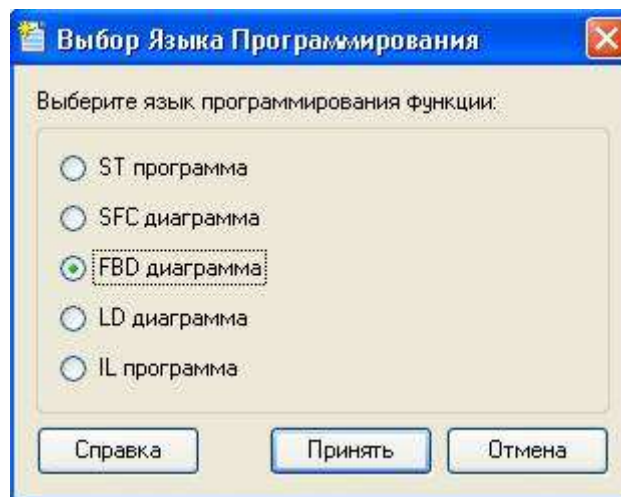 Выбор Языка Программирования
Выберите язык программирования функции:
ST программа
SFC диаграмма
FBD диаграмма
LD диаграмма
IL программа
Справка Принять Отмена